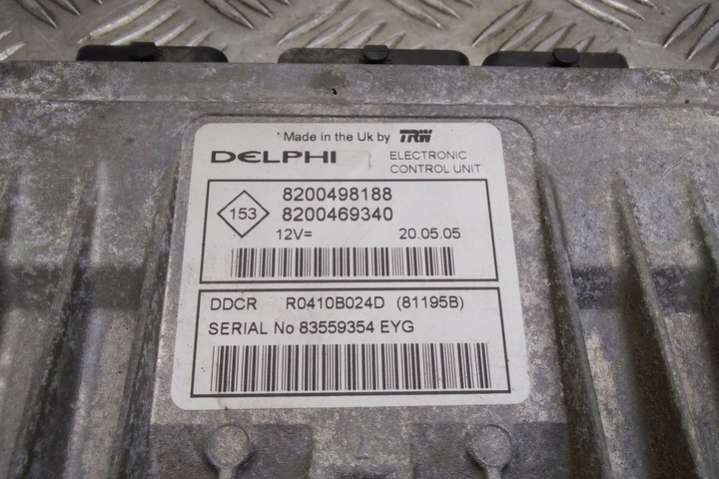 Made in the Uk by TRW
DELPHI ELECTRONIC
CONTROL UNIT
153 8200498188
8200469340
12V= 20.05.05
DDCR R0410B024D (81195B)
SERIAL No 83559354 EYG